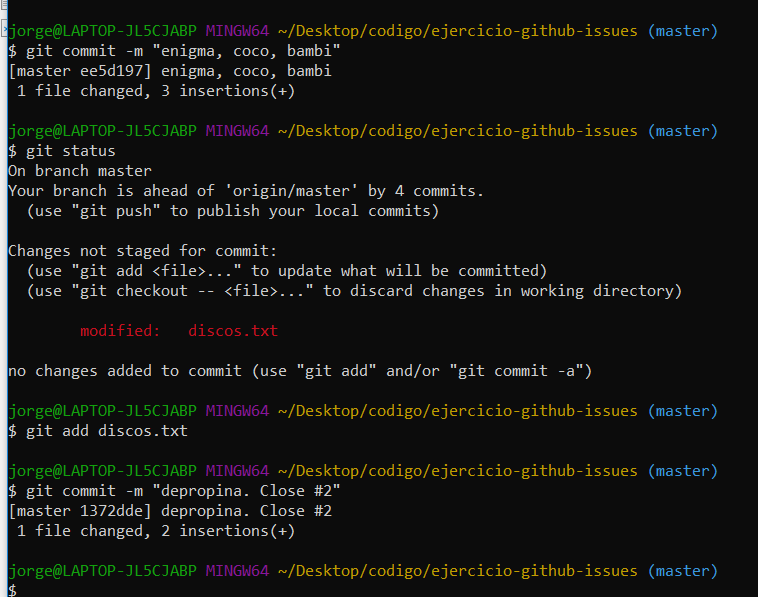 jorge@LAPTOP-JL5CJABP MINGW64 ~/Desktop/codigo/ejercicio-github-issues (master)
$ git commit -m "enigma, coco, bambi"
[master ee5d197] enigma, coco, bambi
 1 file changed, 3 insertions(+)

jorge@LAPTOP-JL5CJABP MINGW64 ~/Desktop/codigo/ejercicio-github-issues (master)
$ git status
On branch master
Your branch is ahead of 'origin/master' by 4 commits.
  (use "git push" to publish your local commits)

Changes not staged for commit:
  (use "git add <file>..." to update what will be committed)
  (use "git checkout -- <file>..." to discard changes in working directory)

        modified:   discos.txt

no changes added to commit (use "git add" and/or "git commit -a")

jorge@LAPTOP-JL5CJABP MINGW64 ~/Desktop/codigo/ejercicio-github-issues (master)
$ git add discos.txt

jorge@LAPTOP-JL5CJABP MINGW64 ~/Desktop/codigo/ejercicio-github-issues (master)
$ git commit -m "depropina. Close #2"
[master 1372dde] depropina. Close #2
 1 file changed, 2 insertions(+)

jorge@LAPTOP-JL5CJABP MINGW64 ~/Desktop/codigo/ejercicio-github-issues (master)
$